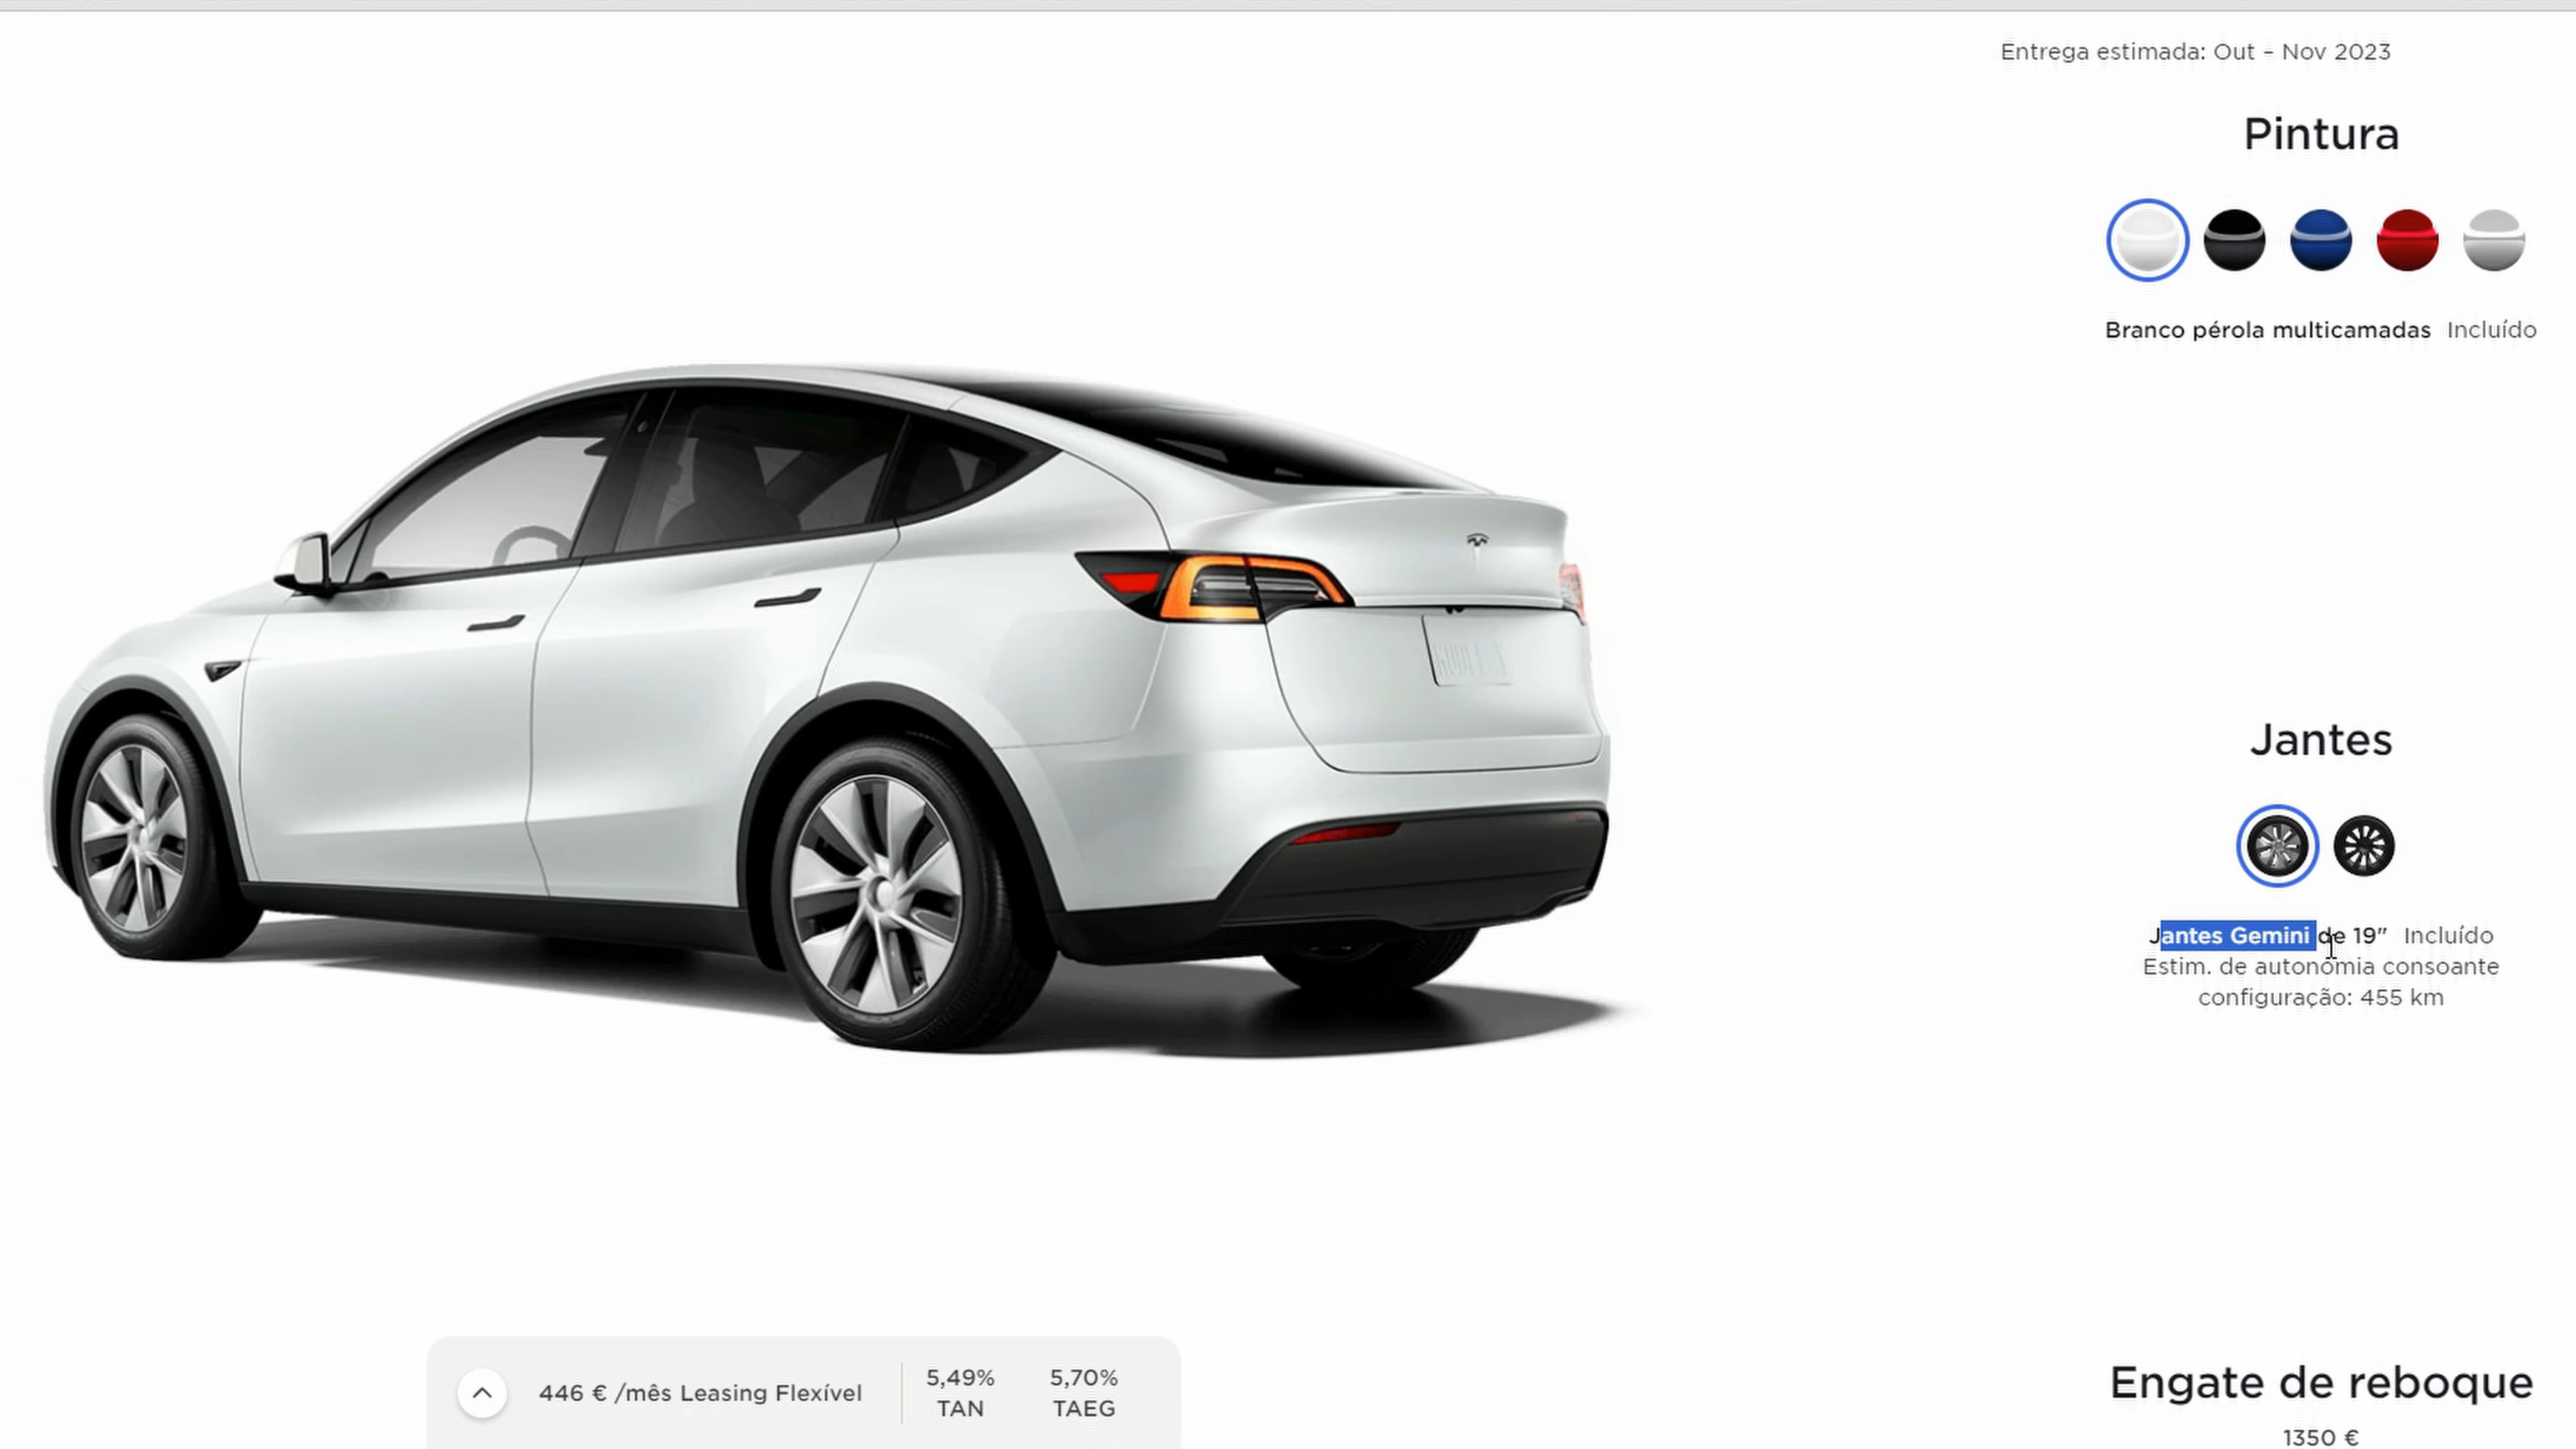 Entrega estimada: Out – Nov 2023
Pintura
Branco pérola multicamadas Incluído
Jantes
Jantes Gemini de 19" Incluído
Estim. de autonomia consoante
configuração: 455 km
Engate de reboque
1350 €
446 € /mês Leasing Flexível
5,49% 5,70%
TAN TAEG